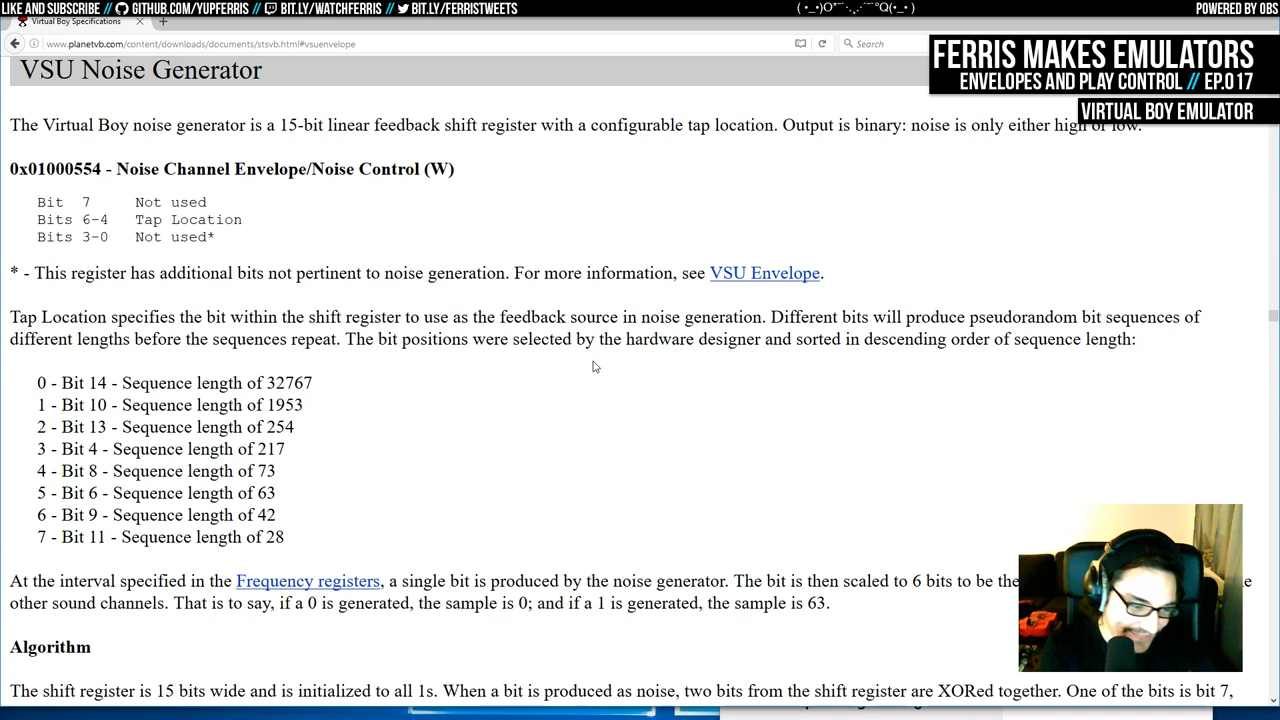 LIKE AND SUBSCRIBE // GITHUB.COM/YUPFERRIS // BIT.LY/WATCHFERRIS // BIT.LY/FERRISTWEETS
POWERED BY OBS
Virtual Boy Specifications
www.planetvb.com/content/downloads/documents/stsvb.html#vsuenvelope
Search
FERRIS MAKES EMULATORS
ENVELOPES AND PLAY CONTROL // EP.017
VIRTUAL BOY EMULATOR
VSU Noise Generator
The Virtual Boy noise generator is a 15-bit linear feedback shift register with a configurable tap location. Output is binary: noise is only either high or low.
0x01000554 - Noise Channel Envelope/Noise Control (W)
Bit 7 Not used
Bits 6-4 Tap Location
Bits 3-0 Not used*
* - This register has additional bits not pertinent to noise generation. For more information, see VSU Envelope.
Tap Location specifies the bit within the shift register to use as the feedback source in noise generation. Different bits will produce pseudorandom bit sequences of
different lengths before the sequences repeat. The bit positions were selected by the hardware designer and sorted in descending order of sequence length:
0 - Bit 14 - Sequence length of 32767
1 - Bit 10 - Sequence length of 1953
2 - Bit 13 - Sequence length of 254
3 - Bit 4 - Sequence length of 217
4 - Bit 8 - Sequence length of 73
5 - Bit 6 - Sequence length of 63
6 - Bit 9 - Sequence length of 42
7 - Bit 11 - Sequence length of 28
At the interval specified in the Frequency registers, a single bit is produced by the noise generator. The bit is then scaled to 6 bits to be the
other sound channels. That is to say, if a 0 is generated, the sample is 0; and if a 1 is generated, the sample is 63.
Algorithm
The shift register is 15 bits wide and is initialized to all 1s. When a bit is produced as noise, two bits from the shift register are XORed together. One of the bits is bit 7,